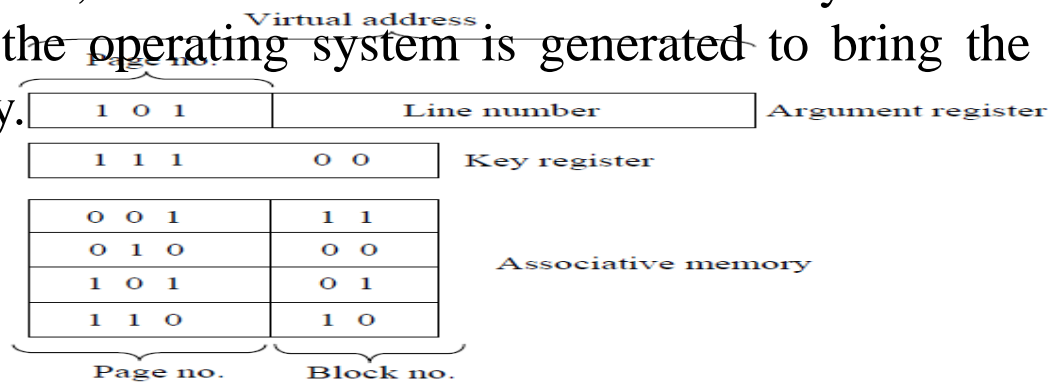 Virtual address
the operating system is generated to bring the
Page no.
y.
1 0 1 Line number Argument register
1 1 1 0 0 Key register
0 0 1 1 1
0 1 0 0 0
Associative memory
1 0 1 0 1
1 1 0 1 0
Page no. Block no.